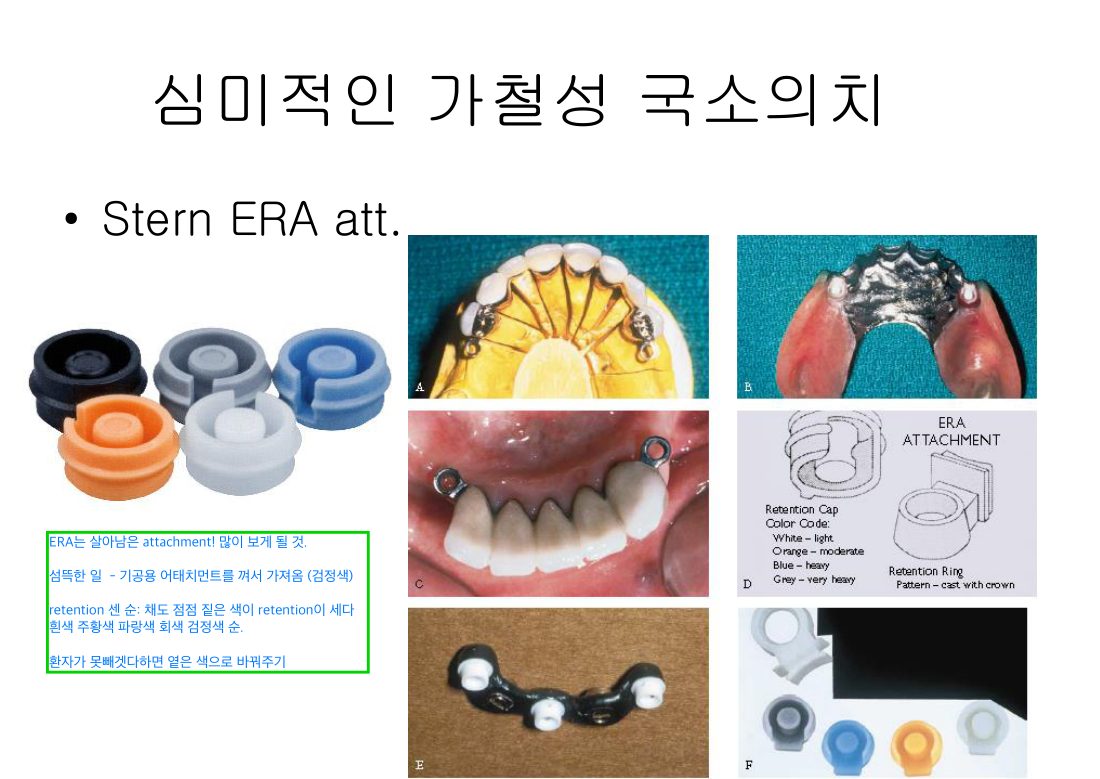 심미적인 가철성 국소의치
• Stern ERA att.
ERA는 살아남은 attachment! 많이 보게 될 것.
섬뜩한 일 - 기공용 어태치먼트를 껴서 가져옴 (검정색)
retention 센 순: 채도 점점 짙은 색이 retention이 세다
흰색 주황색 파랑색 회색 검정색 순.
환자가 못빼겟다하면 옅은 색으로 바꿔주기
A
B
C
ERA
ATTACHMENT
Retention Cap
Color Code:
White – light
Orange – moderate
Blue – heavy
Grey – very heavy
Retention Ring
Pattern – cast with crown
D
E
F